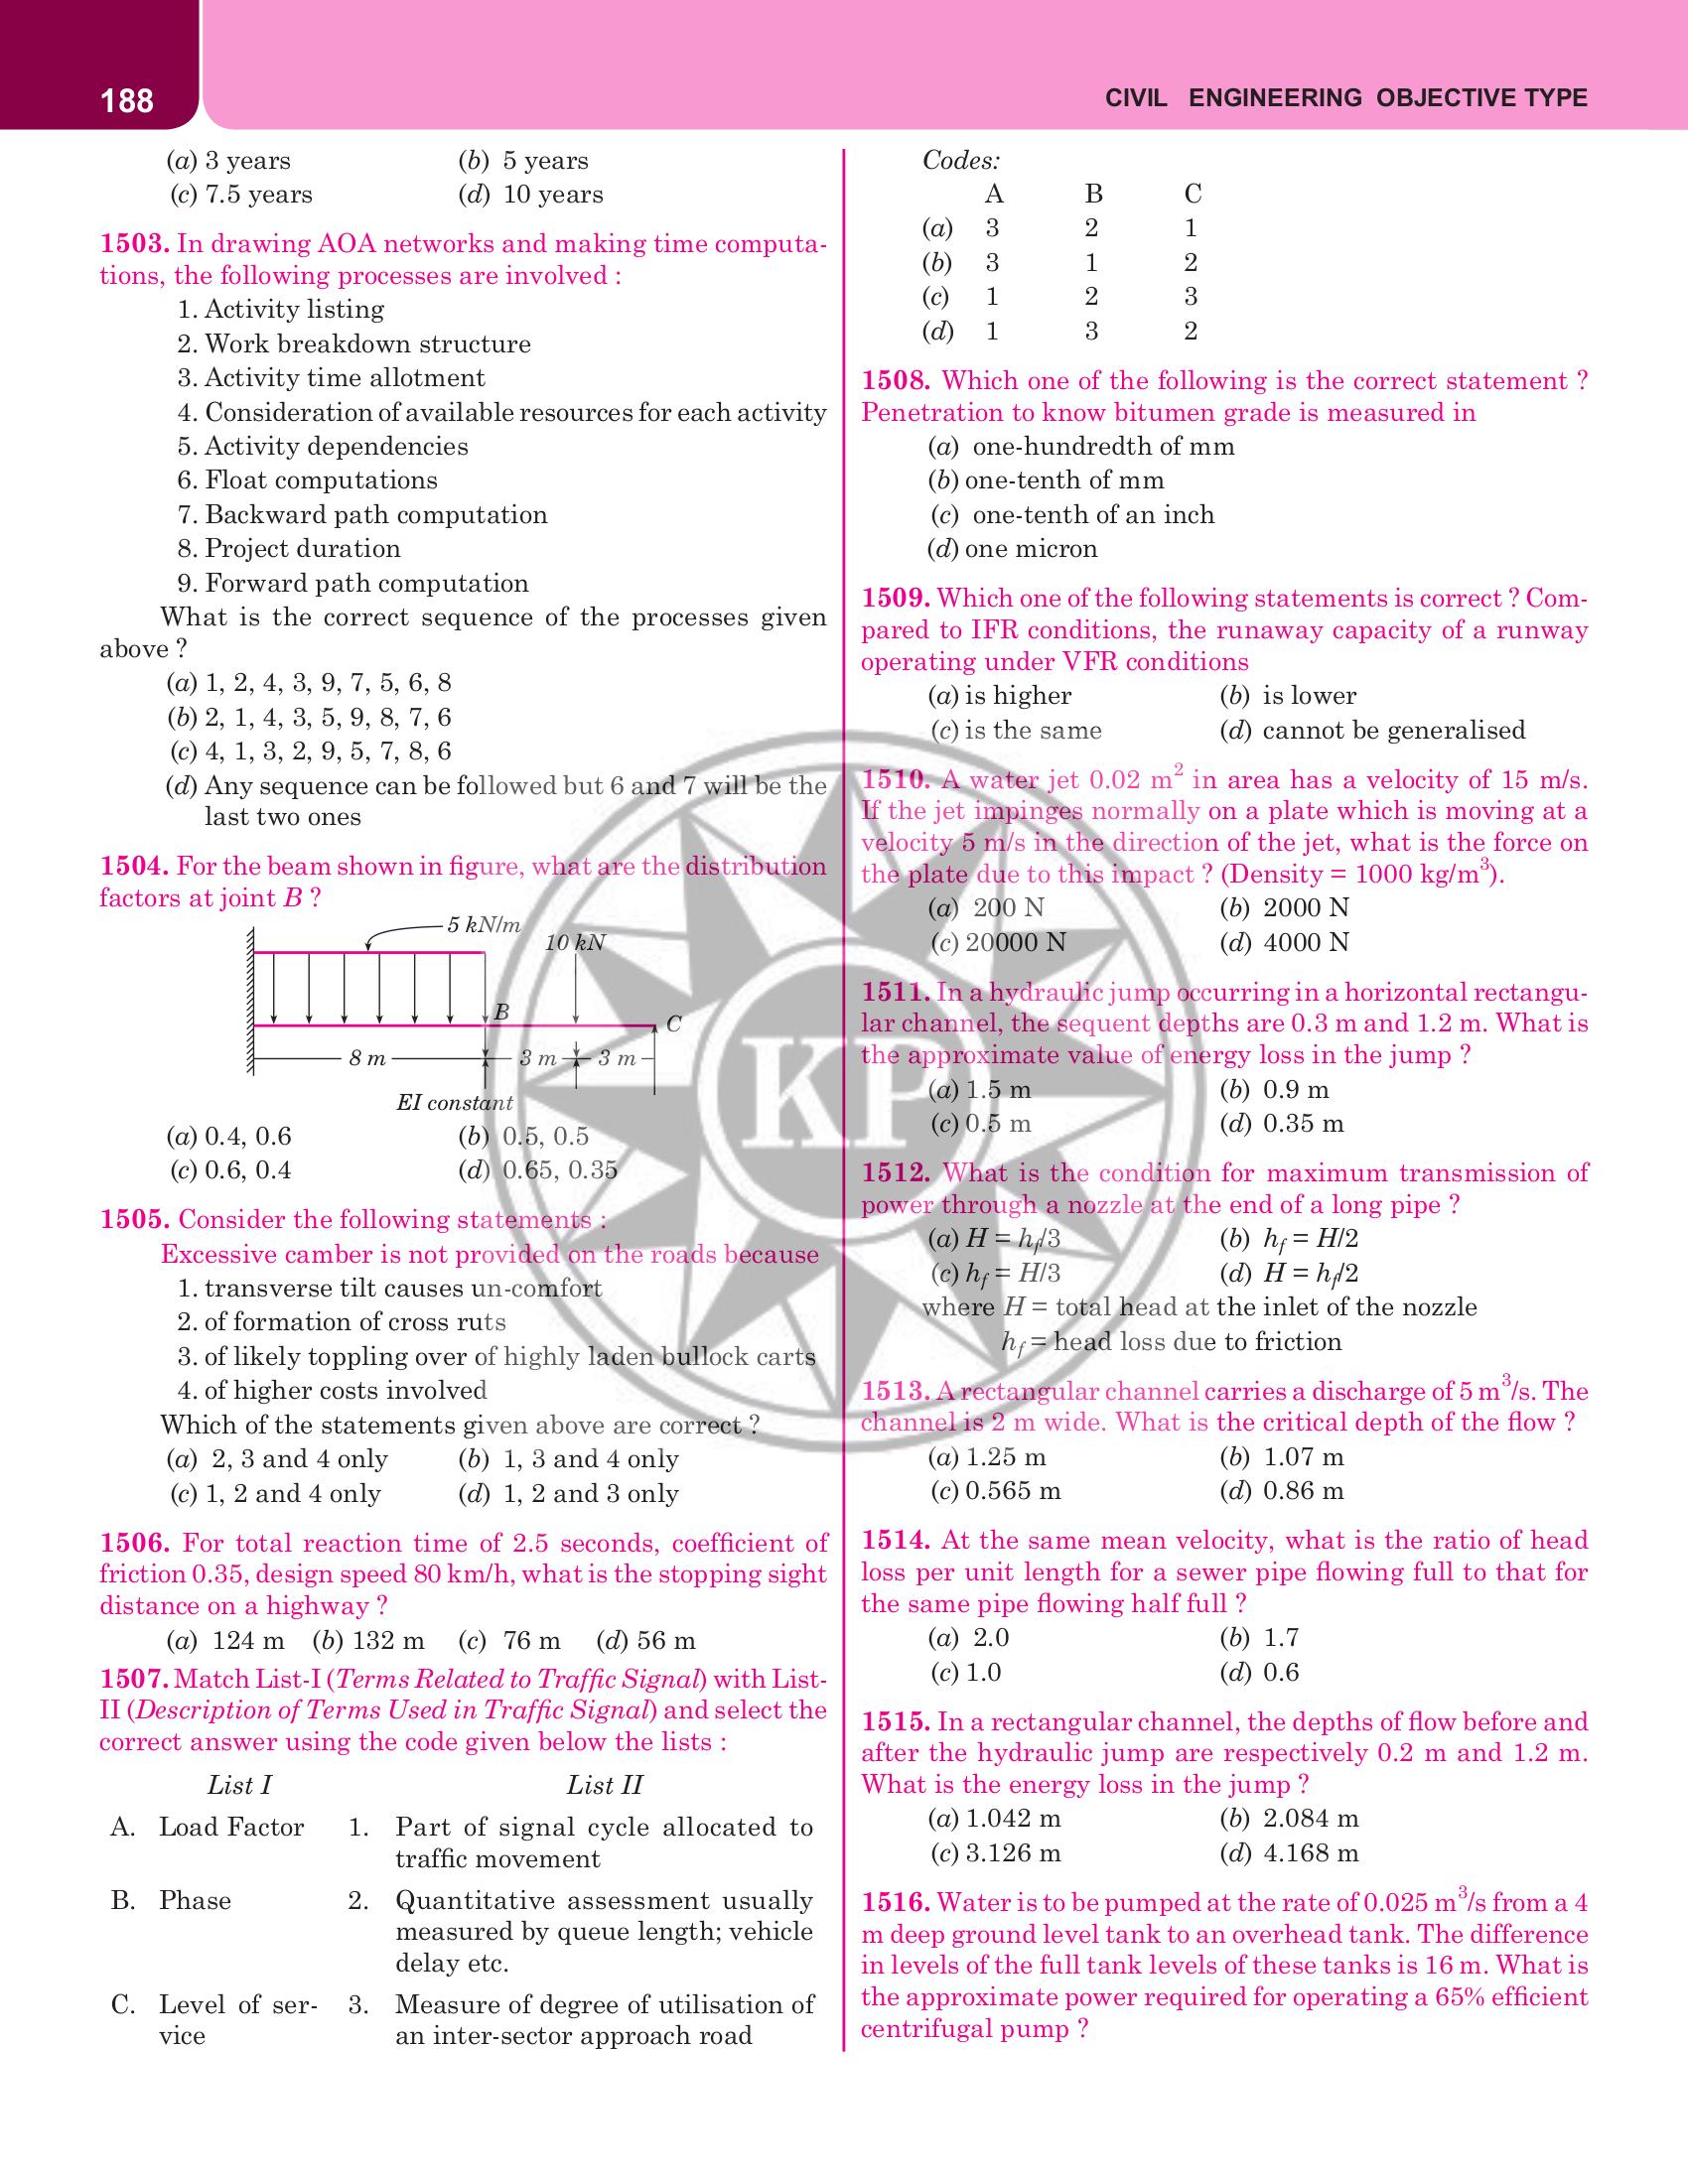 188
CIVIL ENGINEERING OBJECTIVE TYPE
(a) 3 years (b) 5 years
(c) 7.5 years (d) 10 years
1503. In drawing AOA networks and making time computa-
tions, the following processes are involved :
1. Activity listing
2. Work breakdown structure
3. Activity time allotment
4. Consideration of available resources for each activity
5. Activity dependencies
6. Float computations
7. Backward path computation
8. Project duration
9. Forward path computation
What is the correct sequence of the processes given
above ?
(a) 1, 2, 4, 3, 9, 7, 5, 6, 8
(b) 2, 1, 4, 3, 5, 9, 8, 7, 6
(c) 4, 1, 3, 2, 9, 5, 7, 8, 6
(d) Any sequence can be followed but 6 and 7 will be the
last two ones
1504. For the beam shown in figure, what are the distribution
factors at joint B ?
5 kN/m
10 kN
B
C
8 m 3 m 3 m
EI constant
(a) 0.4, 0.6 (b) 0.5, 0.5
(c) 0.6, 0.4 (d) 0.65, 0.35
1505. Consider the following statements :
Excessive camber is not provided on the roads because
1. transverse tilt causes un-comfort
2. of formation of cross ruts
3. of likely toppling over of highly laden bullock carts
4. of higher costs involved
Which of the statements given above are correct ?
(a) 2, 3 and 4 only (b) 1, 3 and 4 only
(c) 1, 2 and 4 only (d) 1, 2 and 3 only
1506. For total reaction time of 2.5 seconds, coefficient of
friction 0.35, design speed 80 km/h, what is the stopping sight
distance on a highway ?
(a) 124 m (b) 132 m (c) 76 m (d) 56 m
1507. Match List-I (Terms Related to Traffic Signal) with List-
II (Description of Terms Used in Traffic Signal) and select the
correct answer using the code given below the lists :
List I List II
A. Load Factor 1. Part of signal cycle allocated to
traffic movement
B. Phase 2. Quantitative assessment usually
measured by queue length; vehicle
delay etc.
C. Level of ser- 3. Measure of degree of utilisation of
vice an inter-sector approach road
Codes:
A B C
(a) 3 2 1
(b) 3 1 2
(c) 1 2 3
(d) 1 3 2
1508. Which one of the following is the correct statement ?
Penetration to know bitumen grade is measured in
(a) one-hundredth of mm
(b) one-tenth of mm
(c) one-tenth of an inch
(d) one micron
1509. Which one of the following statements is correct ? Com-
pared to IFR conditions, the runaway capacity of a runway
operating under VFR conditions
(a) is higher (b) is lower
(c) is the same (d) cannot be generalised
1510. A water jet 0.02 m² in area has a velocity of 15 m/s.
If the jet impinges normally on a plate which is moving at a
velocity 5 m/s in the direction of the jet, what is the force on
the plate due to this impact ? (Density = 1000 kg/m³).
(a) 200 N (b) 2000 N
(c) 20000 N (d) 4000 N
1511. In a hydraulic jump occurring in a horizontal rectangu-
lar channel, the sequent depths are 0.3 m and 1.2 m. What is
the approximate value of energy loss in the jump ?
(a) 1.5 m (b) 0.9 m
(c) 0.5 m (d) 0.35 m
1512. What is the condition for maximum transmission of
power through a nozzle at the end of a long pipe ?
(a) H = hf/3 (b) hf = H/2
(c) hf = H/3 (d) H = hf/2
where H = total head at the inlet of the nozzle
hf = head loss due to friction
1513. A rectangular channel carries a discharge of 5 m³/s. The
channel is 2 m wide. What is the critical depth of the flow ?
(a) 1.25 m (b) 1.07 m
(c) 0.565 m (d) 0.86 m
1514. At the same mean velocity, what is the ratio of head
loss per unit length for a sewer pipe flowing full to that for
the same pipe flowing half full ?
(a) 2.0 (b) 1.7
(c) 1.0 (d) 0.6
1515. In a rectangular channel, the depths of flow before and
after the hydraulic jump are respectively 0.2 m and 1.2 m.
What is the energy loss in the jump ?
(a) 1.042 m (b) 2.084 m
(c) 3.126 m (d) 4.168 m
1516. Water is to be pumped at the rate of 0.025 m³/s from a 4
m deep ground level tank to an overhead tank. The difference
in levels of the full tank levels of these tanks is 16 m. What is
the approximate power required for operating a 65% efficient
centrifugal pump ?
KP